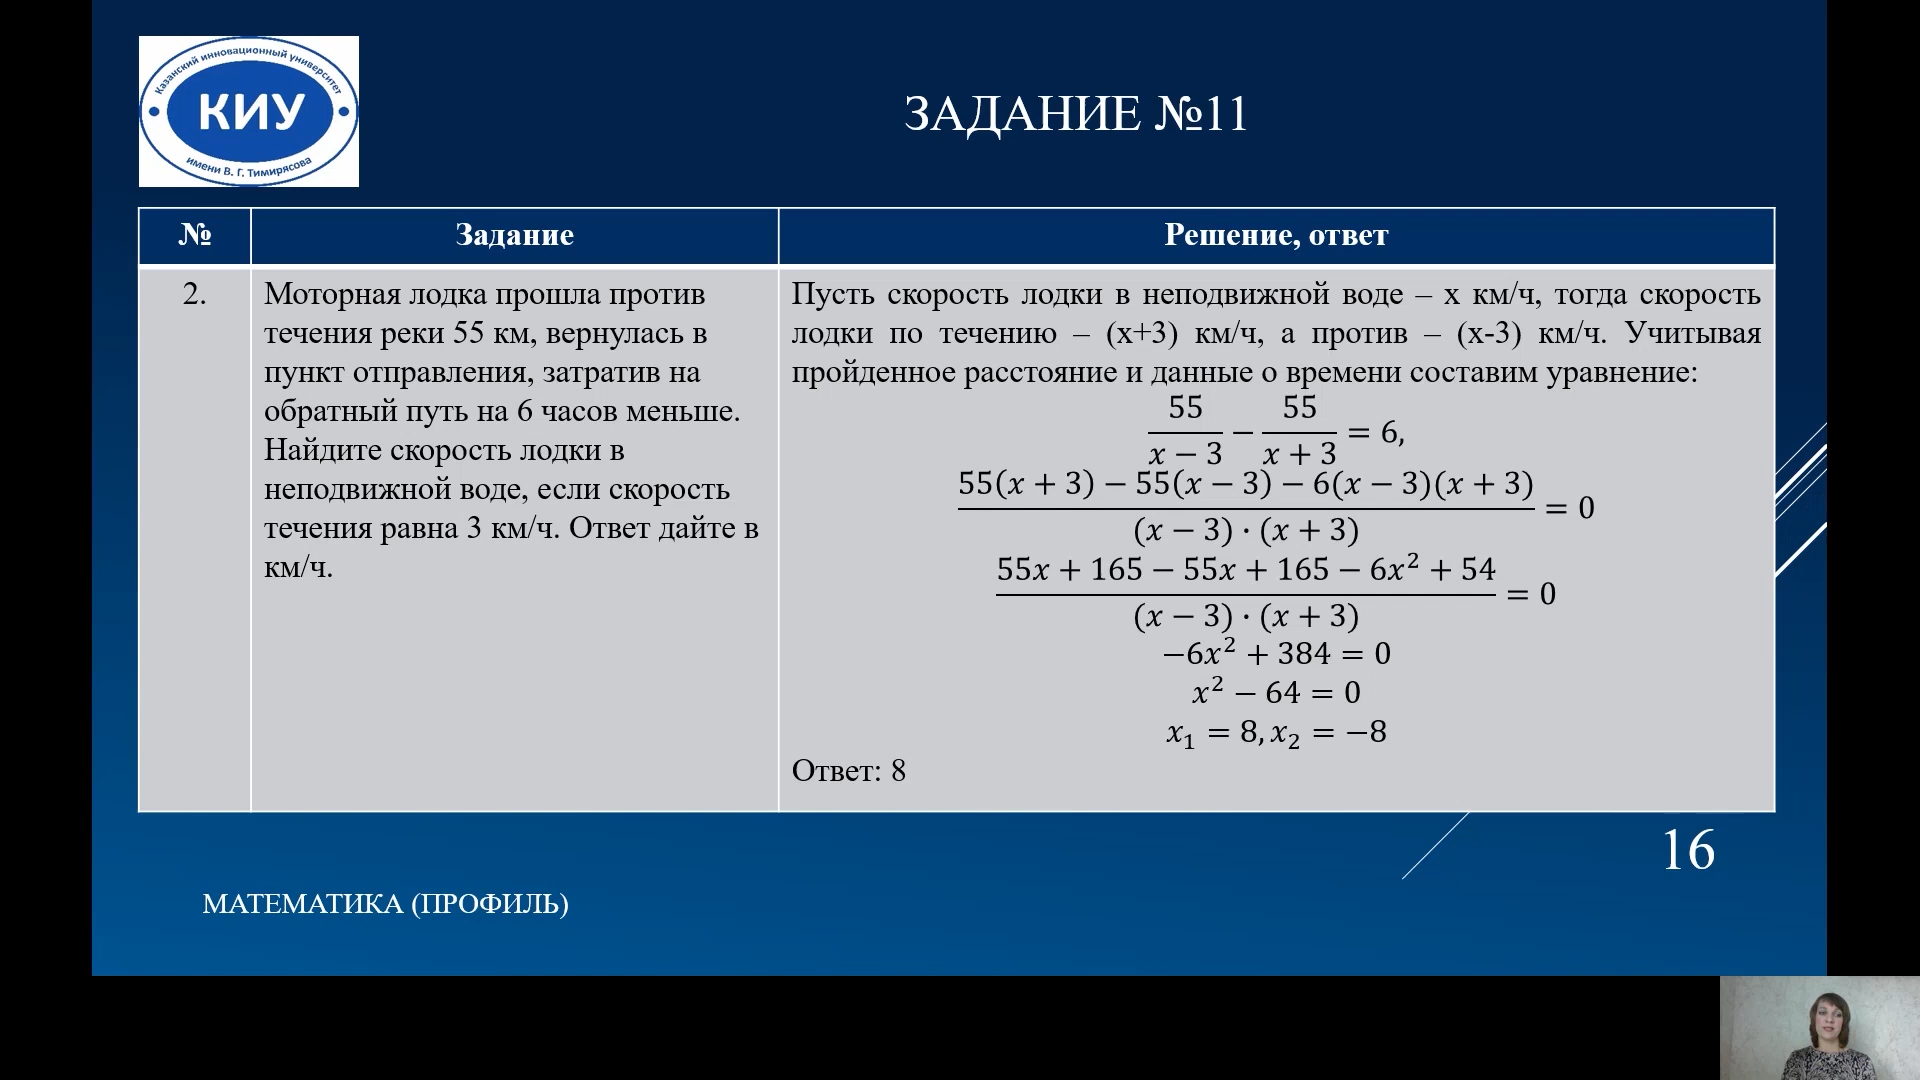 Казанский инновационный университет
КИУ
имени В. Г. Тимирясова
ЗАДАНИЕ №11
№
Задание
Решение, ответ
2.
Моторная лодка прошла против
течения реки 55 км, вернулась в
пункт отправления, затратив на
обратный путь на 6 часов меньше.
Найдите скорость лодки в
неподвижной воде, если скорость
течения равна 3 км/ч. Ответ дайте в
км/ч.
Пусть скорость лодки в неподвижной воде – х км/ч, тогда скорость
лодки по течению – (х+3) км/ч, а против – (х-3) км/ч. Учитывая
пройденное расстояние и данные о времени составим уравнение:
55/(x − 3) − 55/(x + 3) = 6,
(55(x + 3) − 55(x − 3) − 6(x − 3)(x + 3))/((x − 3) · (x + 3)) = 0
(55x + 165 − 55x + 165 − 6x² + 54)/((x − 3) · (x + 3)) = 0
−6x² + 384 = 0
x² − 64 = 0
x₁ = 8, x₂ = −8
Ответ: 8
16
МАТЕМАТИКА (ПРОФИЛЬ)